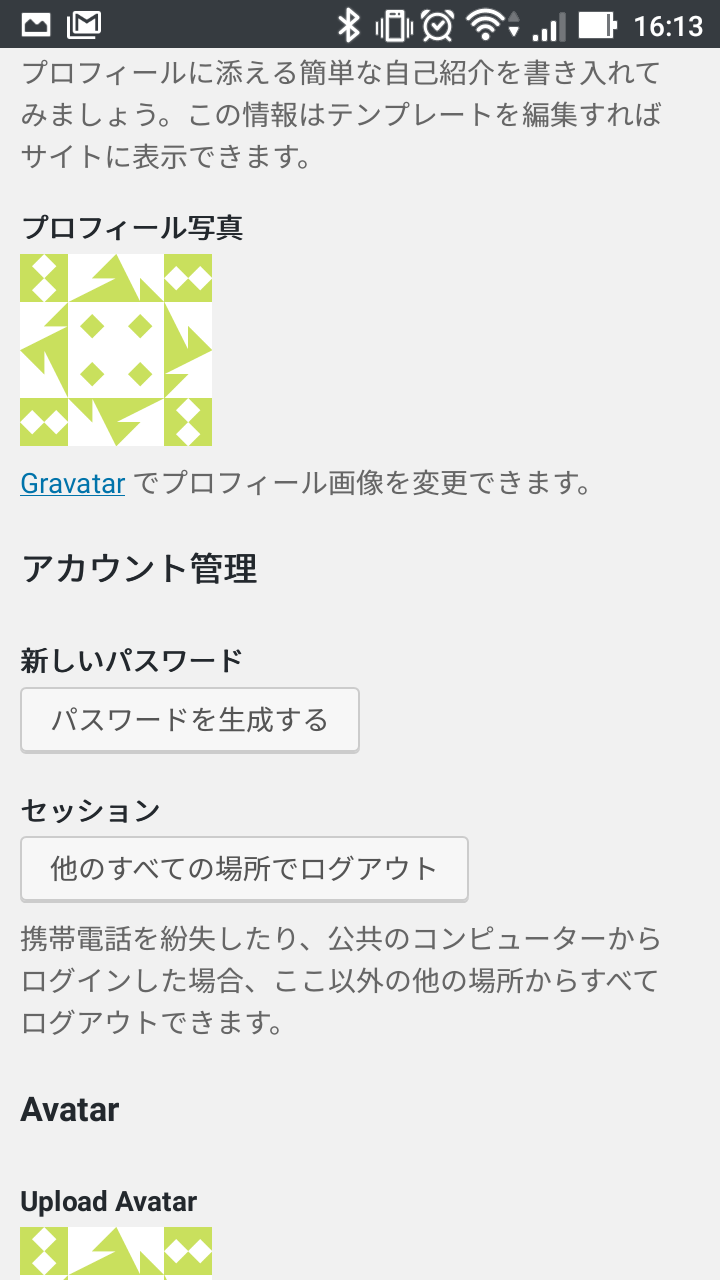 16:13
プロフィールに添える簡単な自己紹介を書き入れて
みましょう。この情報はテンプレートを編集すれば
サイトに表示できます。
プロフィール写真
Gravatar でプロフィール画像を変更できます。
アカウント管理
新しいパスワード
パスワードを生成する
セッション
他のすべての場所でログアウト
携帯電話を紛失したり、公共のコンピューターから
ログインした場合、ここ以外の他の場所からすべて
ログアウトできます。
Avatar
Upload Avatar